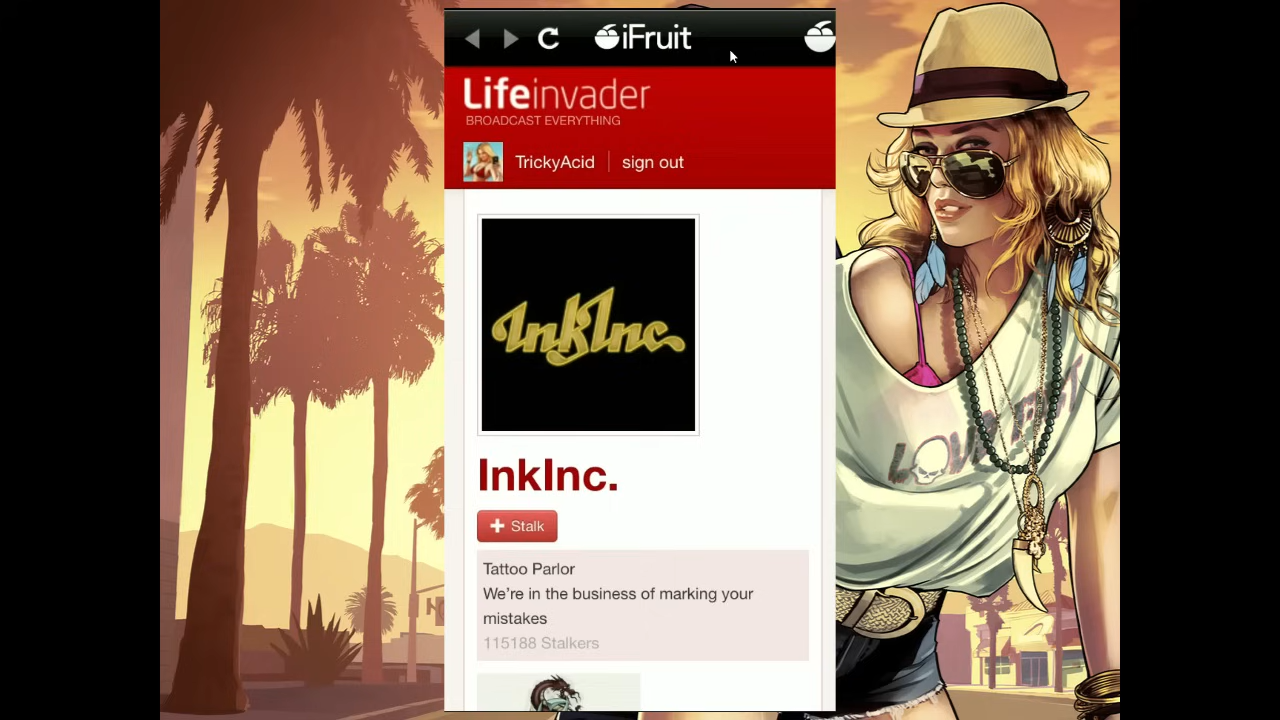 iFruit
Lifeinvader
BROADCAST EVERYTHING
TrickyAcid
sign out
InkInc.
InkInc.
Stalk
Tattoo Parlor
We're in the business of marking your
mistakes
115188 Stalkers